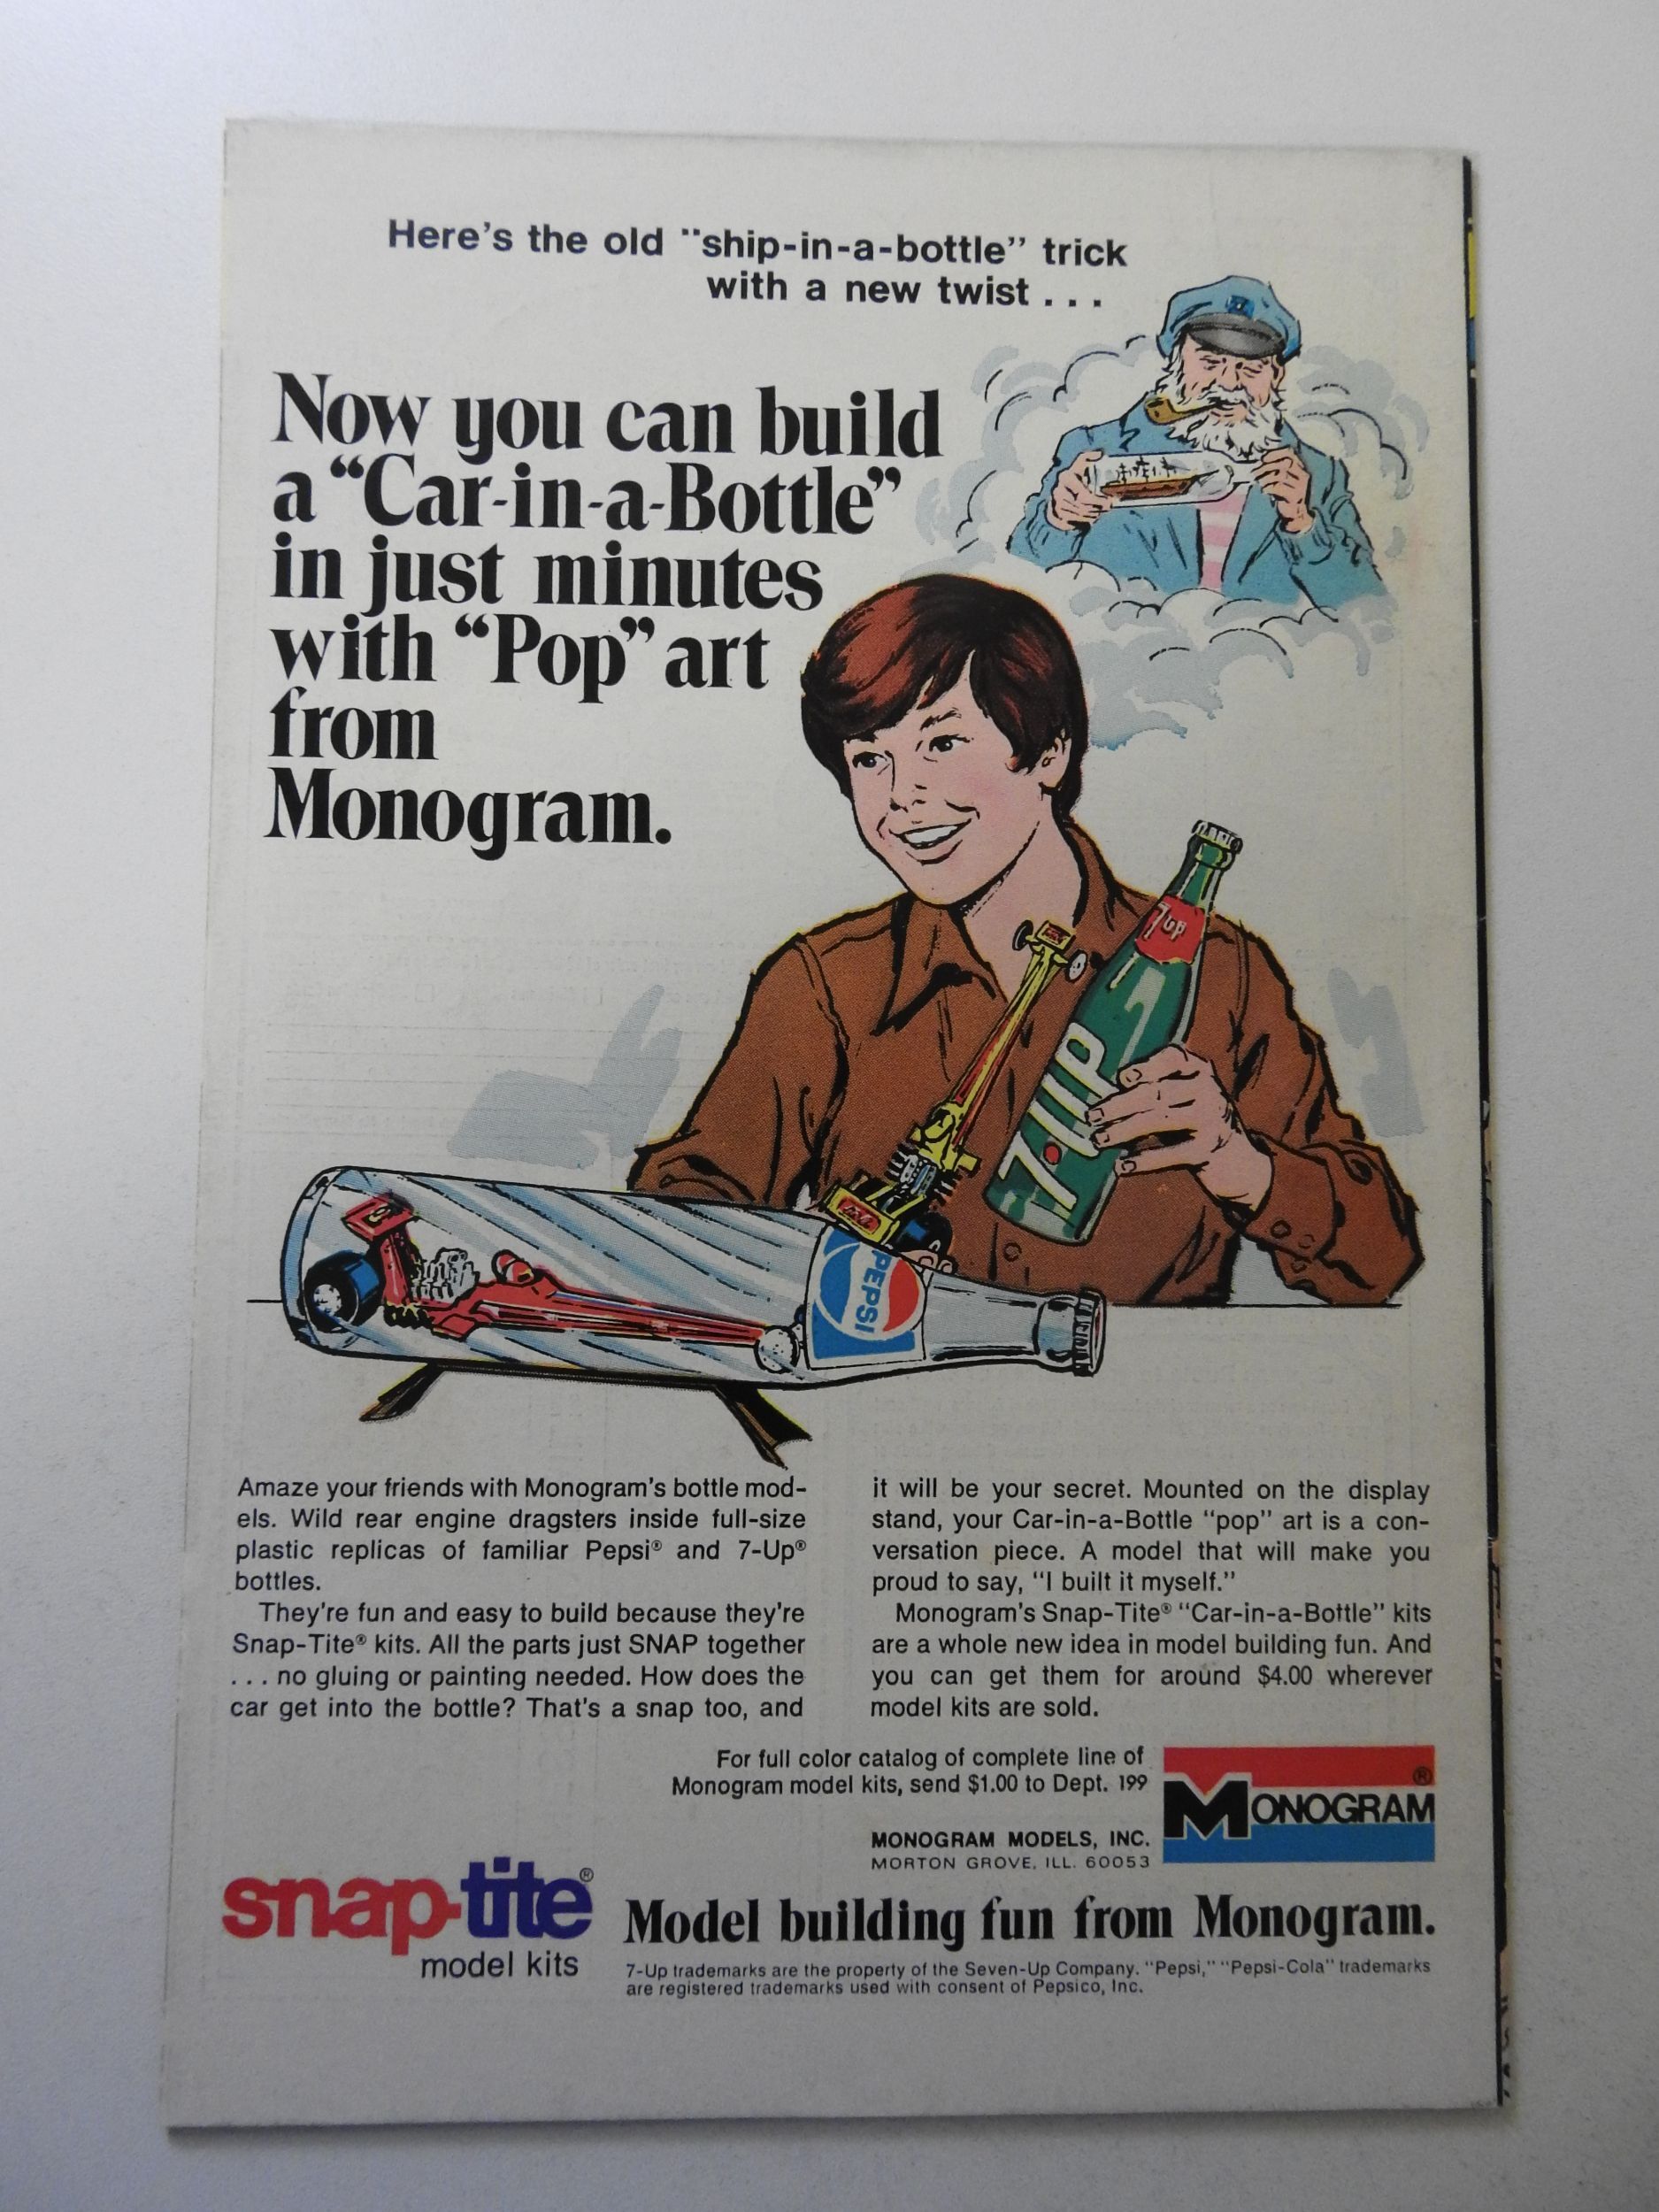 Here's the old "ship-in-a-bottle" trick
with a new twist . . .
Now you can build
a “Car-in-a-Bottle”
in just minutes
with “Pop” art
from
Monogram.
7up
7·UP
PEPSI
Amaze your friends with Monogram's bottle mod-
els. Wild rear engine dragsters inside full-size
plastic replicas of familiar Pepsi® and 7-Up®
bottles.
They're fun and easy to build because they're
Snap-Tite® kits. All the parts just SNAP together
. . . no gluing or painting needed. How does the
car get into the bottle? That's a snap too, and
it will be your secret. Mounted on the display
stand, your Car-in-a-Bottle "pop" art is a con-
versation piece. A model that will make you
proud to say, "I built it myself."
Monogram's Snap-Tite® "Car-in-a-Bottle" kits
are a whole new idea in model building fun. And
you can get them for around $4.00 wherever
model kits are sold.
For full color catalog of complete line of
Monogram model kits, send $1.00 to Dept. 199
MONOGRAM MODELS, INC.
MORTON GROVE, ILL. 60053
MONOGRAM®
snap-tite®
model kits
Model building fun from Monogram.
7-Up trademarks are the property of the Seven-Up Company. "Pepsi," "Pepsi-Cola" trademarks
are registered trademarks used with consent of Pepsico, Inc.